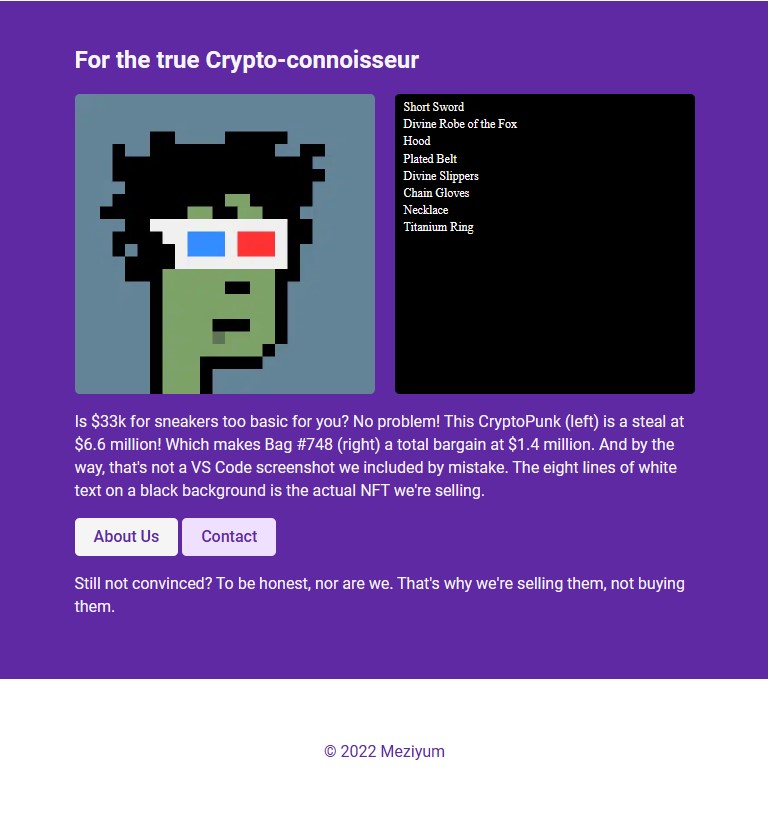 For the true Crypto-connoisseur
Short Sword
Divine Robe of the Fox
Hood
Plated Belt
Divine Slippers
Chain Gloves
Necklace
Titanium Ring
Is $33k for sneakers too basic for you? No problem! This CryptoPunk (left) is a steal at
$6.6 million! Which makes Bag #748 (right) a total bargain at $1.4 million. And by the
way, that's not a VS Code screenshot we included by mistake. The eight lines of white
text on a black background is the actual NFT we're selling.
About Us
Contact
Still not convinced? To be honest, nor are we. That's why we're selling them, not buying
them.
© 2022 Meziyum